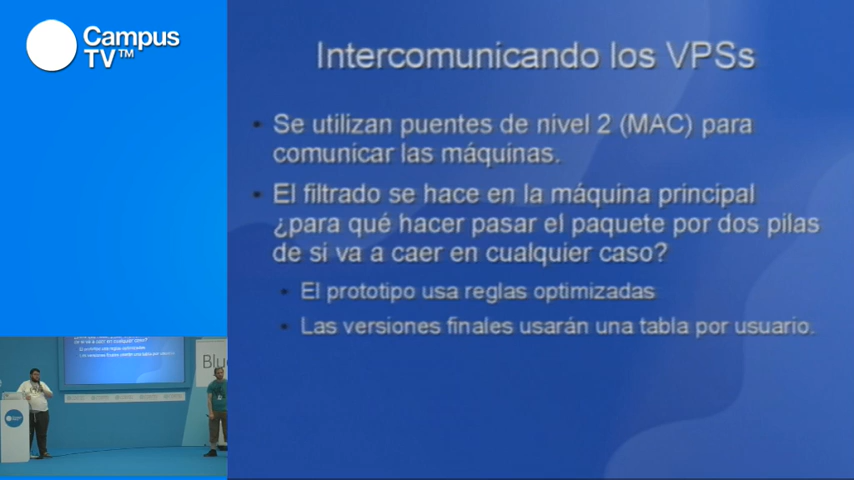 Campus
TV™
Intercomunicando los VPSs
• Se utilizan puentes de nivel 2 (MAC) para
comunicar las máquinas.
• El filtrado se hace en la máquina principal
¿para qué hacer pasar el paquete por dos pilas
de si va a caer en cualquier caso?
• El prototipo usa reglas optimizadas
• Las versiones finales usarán una tabla por usuario.
Blu